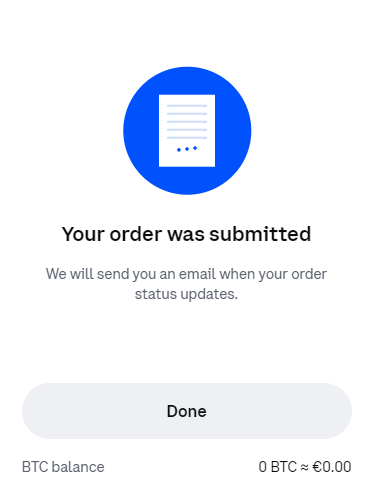 Your order was submitted
We will send you an email when your order
status updates.
Done
BTC balance 0 BTC ≈ €0.00